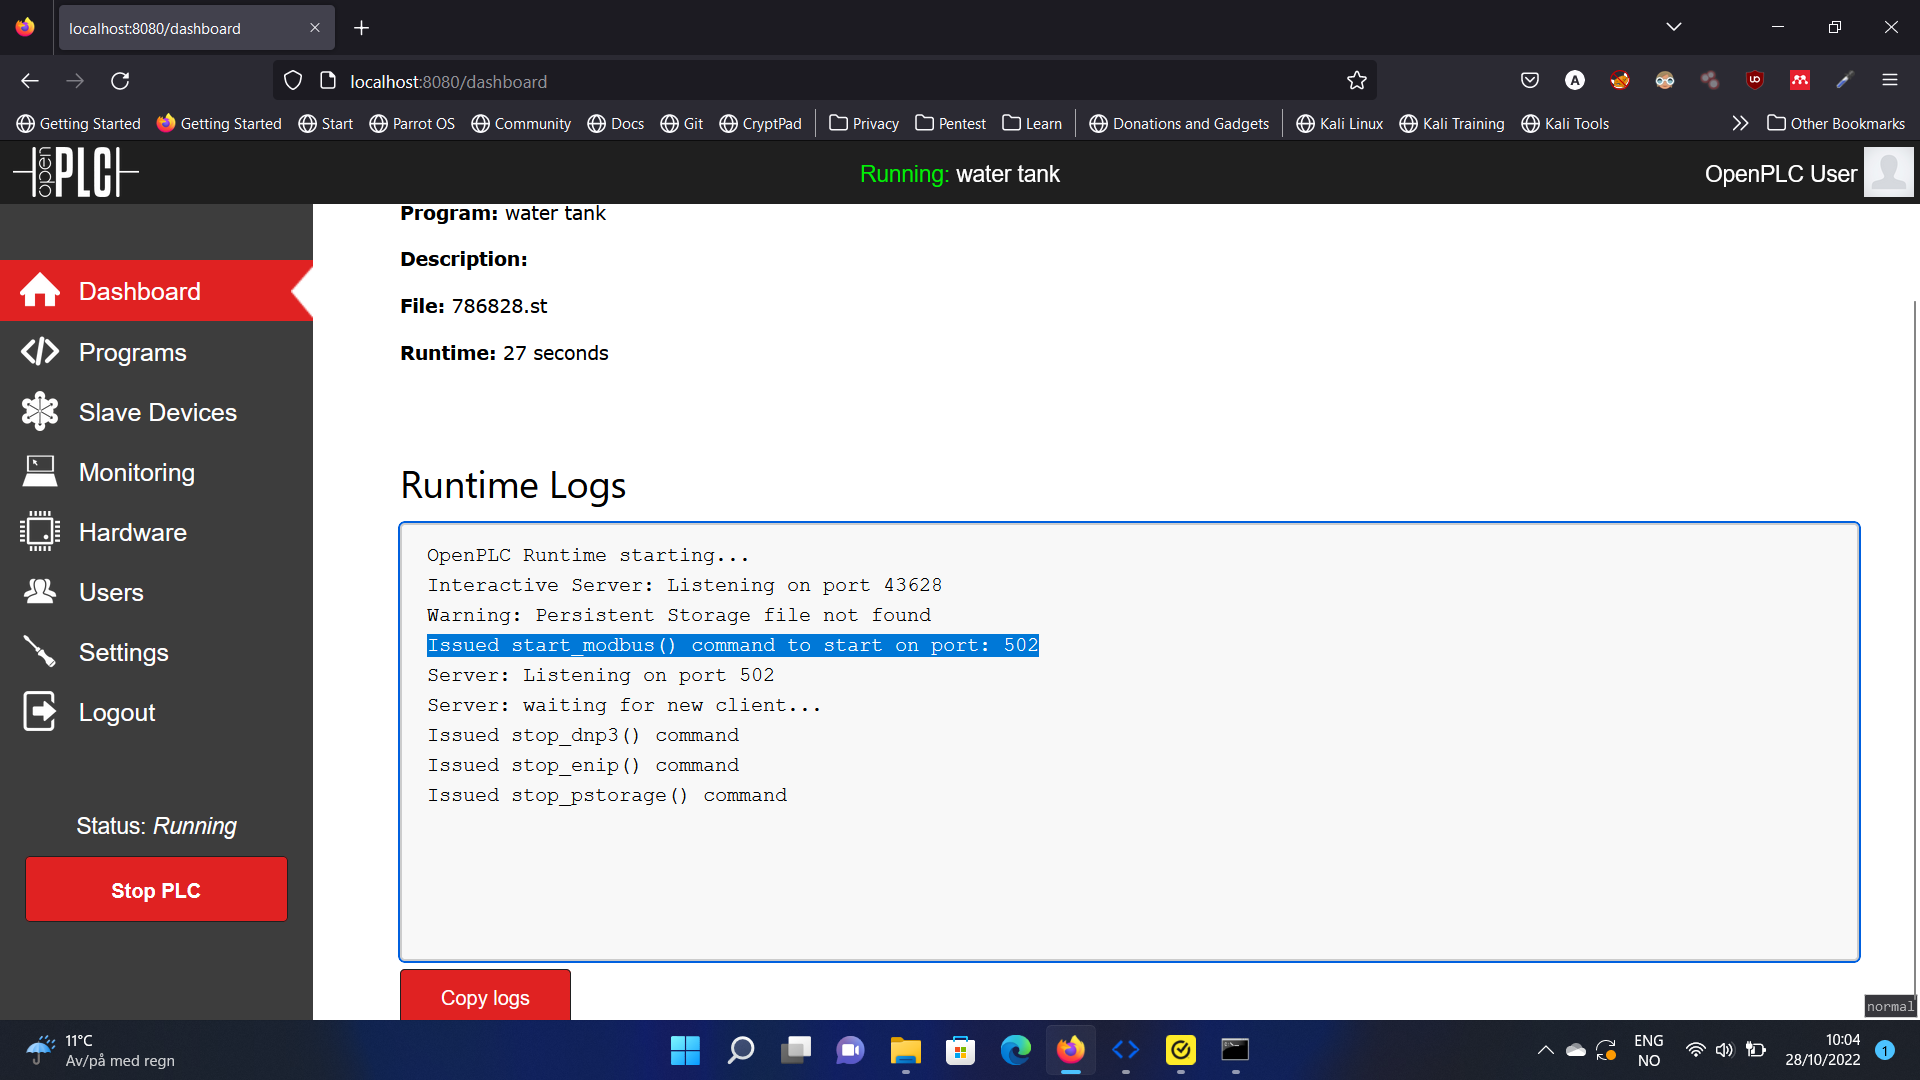 localhost:8080/dashboard
localhost:8080/dashboard
Getting Started Getting Started Start Parrot OS Community Docs Git CryptPad Privacy Pentest Learn Donations and Gadgets Kali Linux Kali Training Kali Tools Other Bookmarks
open PLC
Running: water tank
OpenPLC User
Dashboard
Programs
Slave Devices
Monitoring
Hardware
Users
Settings
Logout
Status: Running
Stop PLC
Program: water tank
Description:
File: 786828.st
Runtime: 27 seconds
Runtime Logs
OpenPLC Runtime starting...
Interactive Server: Listening on port 43628
Warning: Persistent Storage file not found
Issued start_modbus() command to start on port: 502
Server: Listening on port 502
Server: waiting for new client...
Issued stop_dnp3() command
Issued stop_enip() command
Issued stop_pstorage() command
Copy logs
normal
11°C
Av/på med regn
ENG
NO
10:04
28/10/2022
1